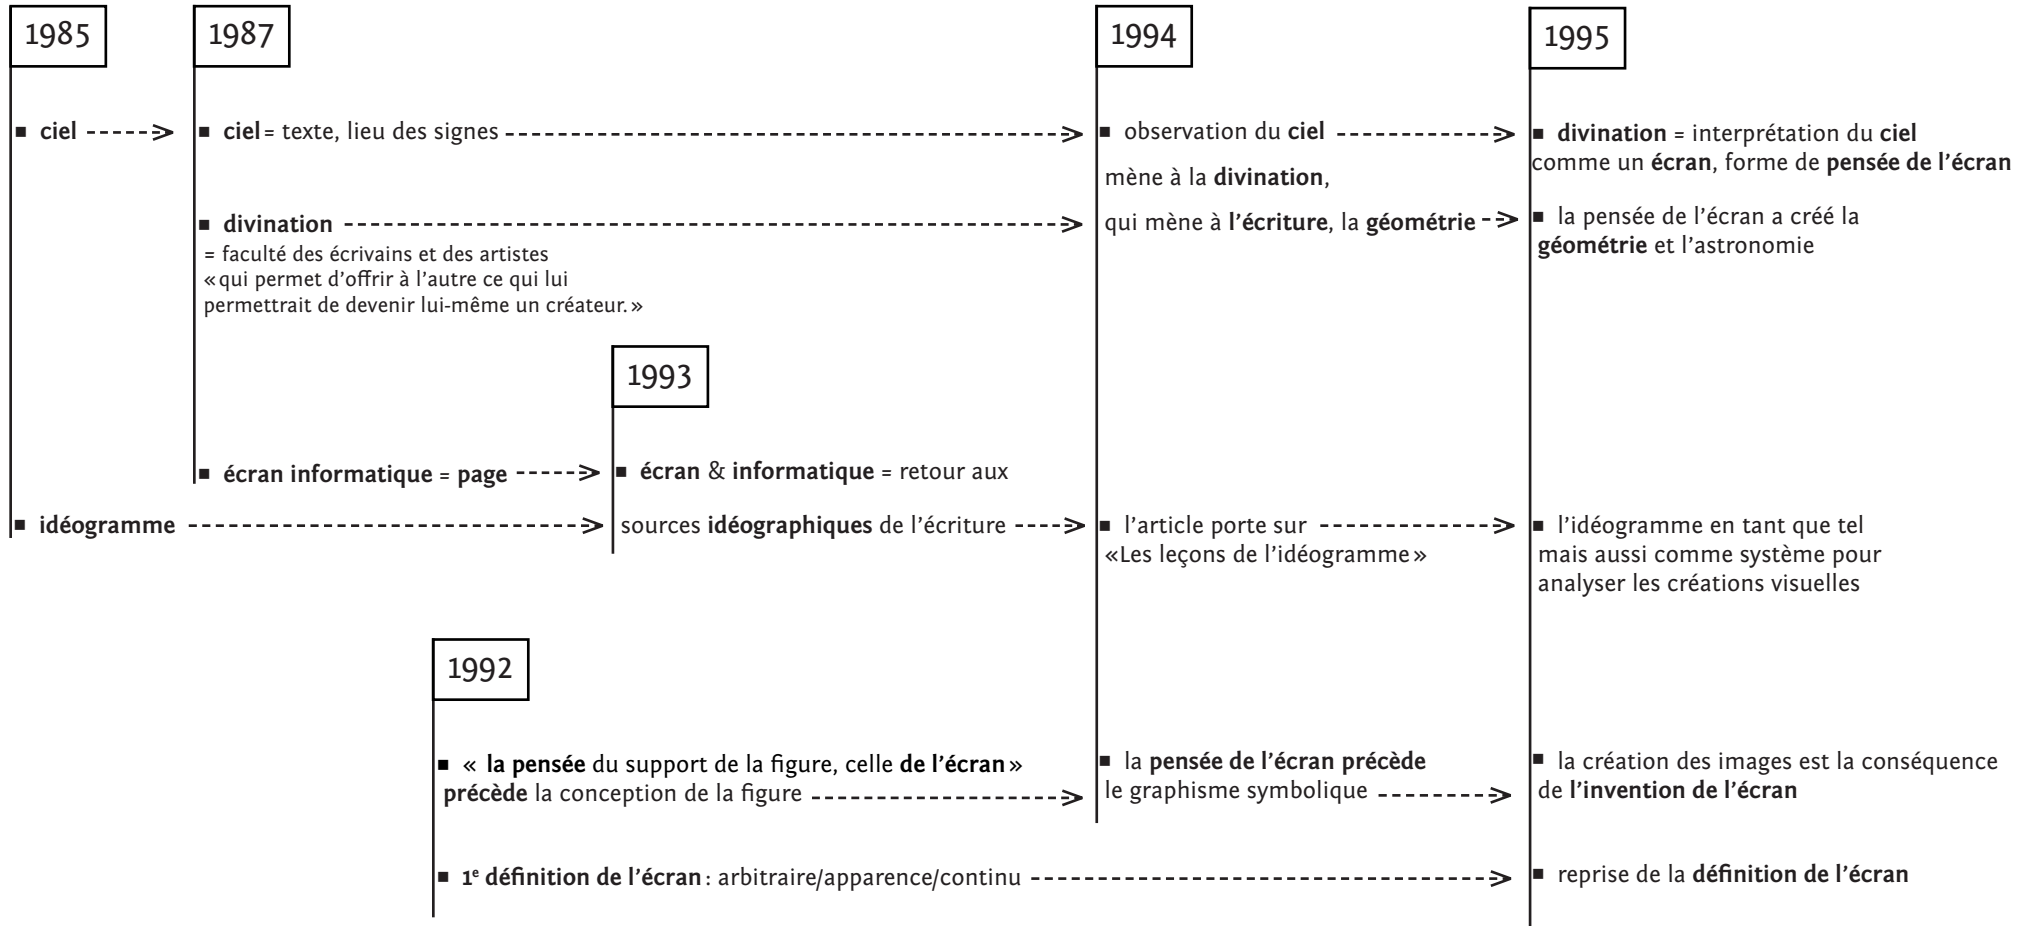 1985
1987
1994
1995
■ ciel
■ ciel = texte, lieu des signes
■ observation du ciel
mène à la divination,
qui mène à l’écriture, la géométrie
■ divination = interprétation du ciel
comme un écran, forme de pensée de l’écran
■ divination
= faculté des écrivains et des artistes
« qui permet d’offrir à l’autre ce qui lui
permettrait de devenir lui-même un créateur. »
■ la pensée de l’écran a créé la
géométrie et l’astronomie
1993
■ écran informatique = page
■ écran & informatique = retour aux
sources idéographiques de l’écriture
■ idéogramme
■ l’article porte sur
«Les leçons de l’idéogramme »
■ l’idéogramme en tant que tel
mais aussi comme système pour
analyser les créations visuelles
1992
■ « la pensée du support de la figure, celle de l’écran »
précède la conception de la figure
■ la pensée de l’écran précède
le graphisme symbolique
■ la création des images est la conséquence
de l’invention de l’écran
■ 1e définition de l’écran : arbitraire/apparence/continu
■ reprise de la définition de l’écran